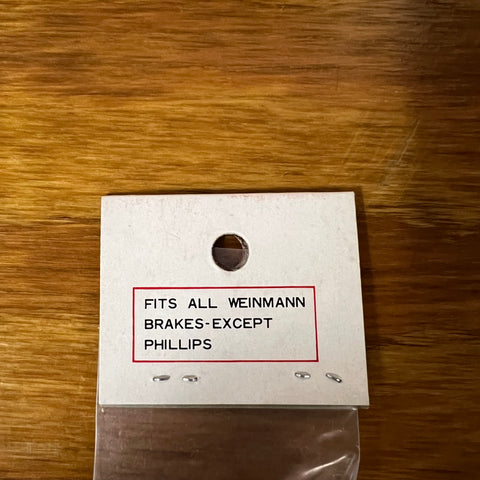 FITS ALL WEINMANN
BRAKES-EXCEPT
PHILLIPS